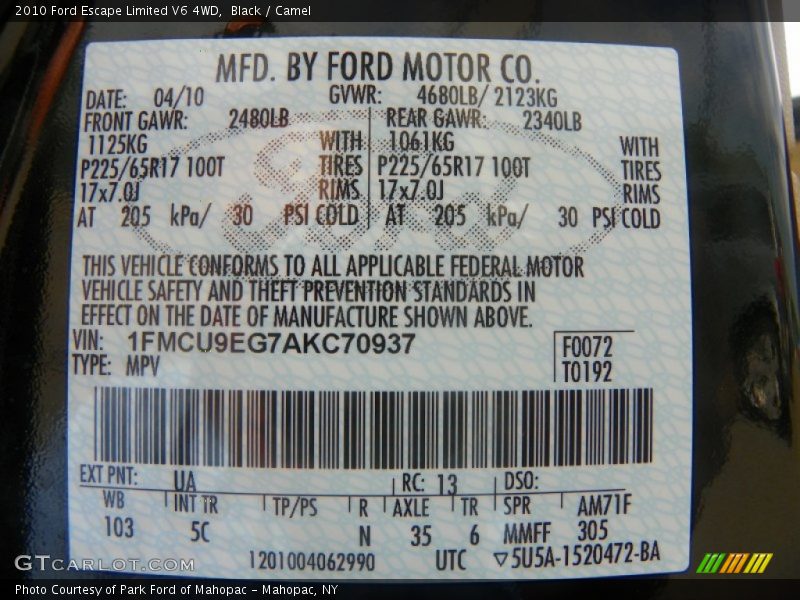 2010 Ford Escape Limited V6 4WD, Black / Camel
MFD. BY FORD MOTOR CO.
DATE: 04/10 GVWR: 4680LB/ 2123KG
FRONT GAWR: 2480LB REAR GAWR: 2340LB
1125KG WITH 1061KG WITH
P225/65R17 100T TIRES P225/65R17 100T TIRES
17x7.0J RIMS 17x7.0J RIMS
AT 205 kPa/ 30 PSI COLD AT 205 kPa/ 30 PSI COLD
THIS VEHICLE CONFORMS TO ALL APPLICABLE FEDERAL MOTOR
VEHICLE SAFETY AND THEFT PREVENTION STANDARDS IN
EFFECT ON THE DATE OF MANUFACTURE SHOWN ABOVE.
VIN: 1FMCU9EG7AKC70937 F0072
TYPE: MPV T0192
EXT PNT: UA RC: 13 DSO:
WB INT TR TP/PS R AXLE TR SPR AM71F
103 5C N 35 6 MMFF 305
1201004062990 UTC ▽5U5A-1520472-BA
GTCarLot.com
Photo Courtesy of Park Ford of Mahopac - Mahopac, NY